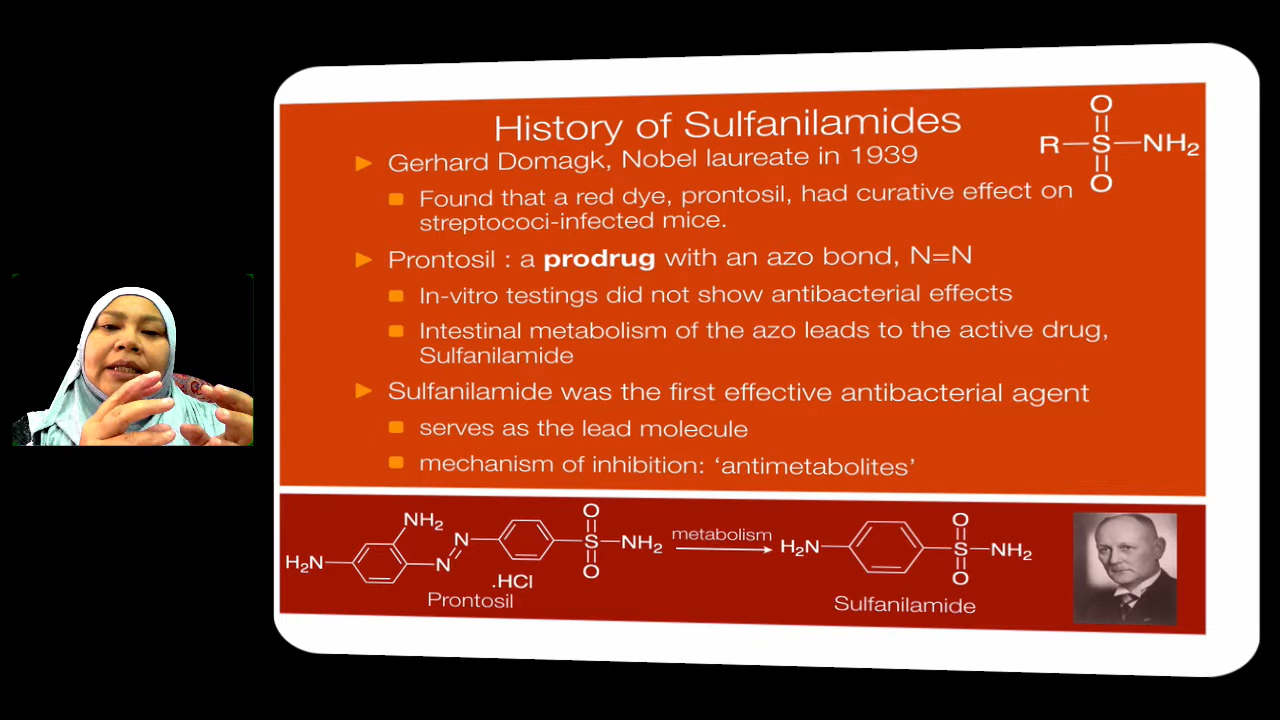 History of Sulfanilamides
Gerhard Domagk, Nobel laureate in 1939
Found that a red dye, prontosil, had curative effect on
streptococi-infected mice.
O
R
S
NH2
O
Prontosil : a prodrug with an azo bond, N=N
In-vitro testings did not show antibacterial effects
Intestinal metabolism of the azo leads to the active drug,
Sulfanilamide
Sulfanilamide was the first effective antibacterial agent
serves as the lead molecule
mechanism of inhibition: ‘antimetabolites’
H2N
NH2
N
N
O
S
NH2
O
.HCl
Prontosil
metabolism
H2N
O
S
NH2
O
Sulfanilamide